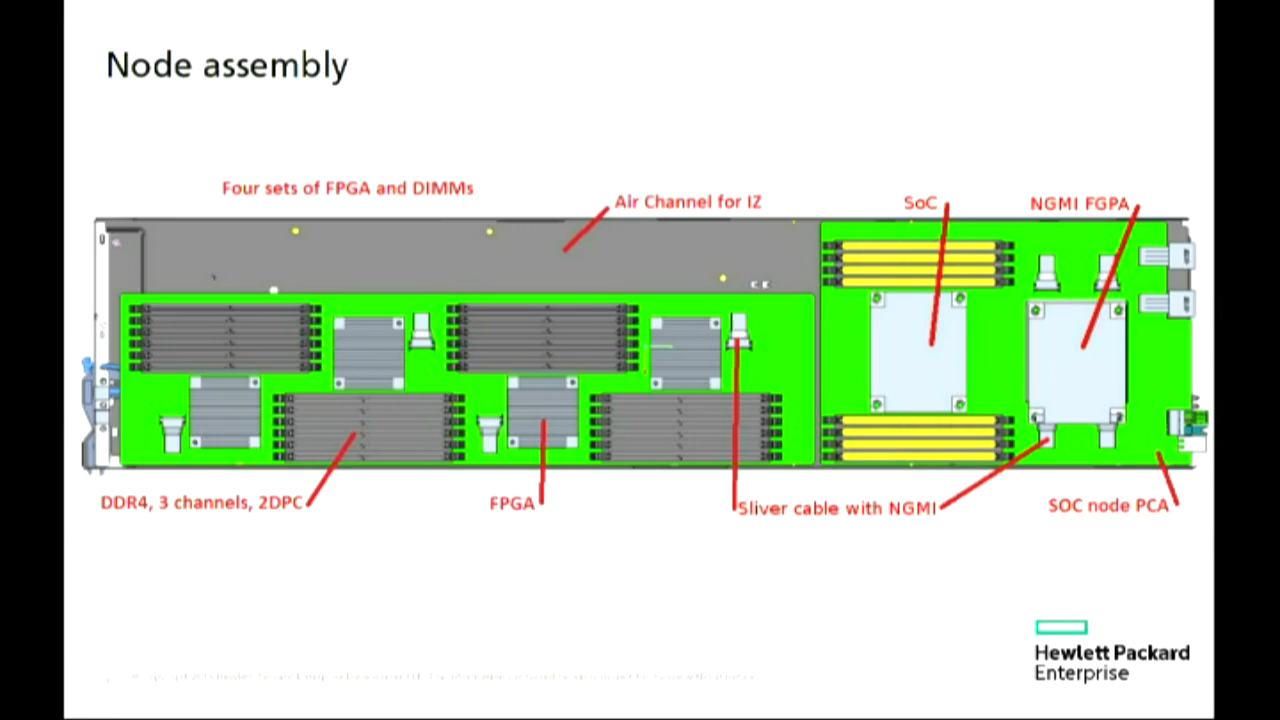 Node assembly
Four sets of FPGA and DIMMs
Air Channel for IZ
SoC
NGMI FGPA
DDR4, 3 channels, 2DPC
FPGA
Sliver cable with NGMI
SOC node PCA
Hewlett Packard
Enterprise